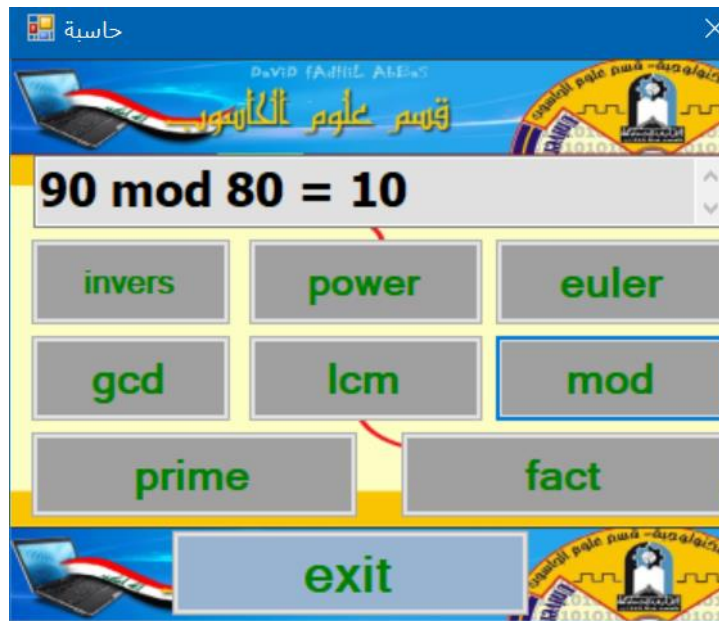 حاسبة
DaViD fAdHiL AbBaS
قسم علوم الحاسوب
90 mod 80 = 10
invers power euler
gcd lcm mod
prime fact
exit